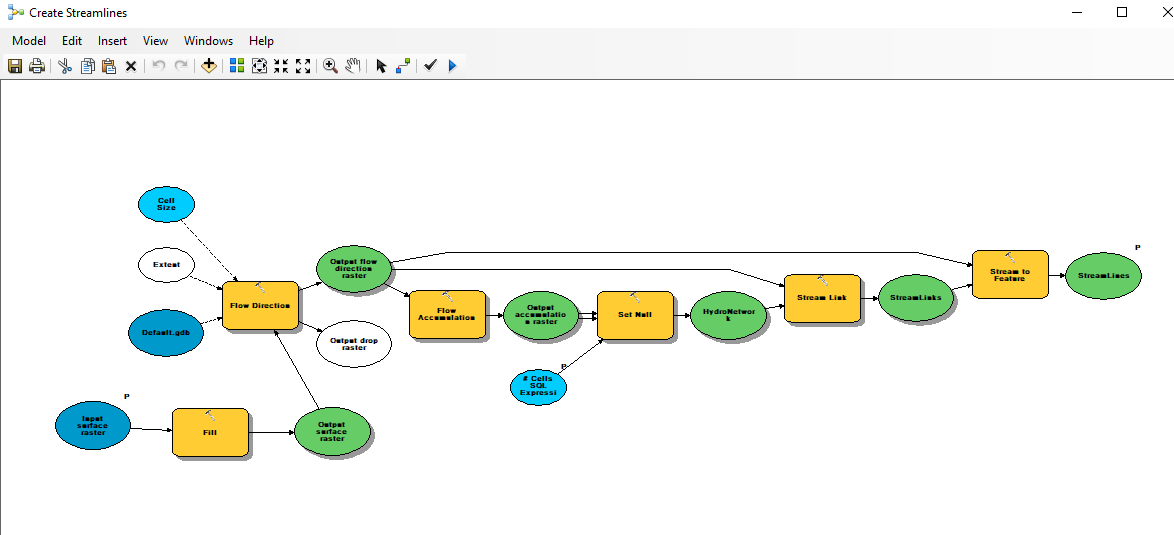 Create Streamlines
Model Edit Insert View Windows Help
Cell
Size
Extent
Default.gdb
Flow Direction
Output flow
direction
raster
Output drop
raster
P
Input
surface
raster
Fill
Output
surface
raster
Flow
Accumulation
Output
accumulatio
n raster
P
# Cells
SQL
Expressi
Set Null
HydroNetwor
k
Stream Link
StreamLinks
Stream to
Feature
P
StreamLines